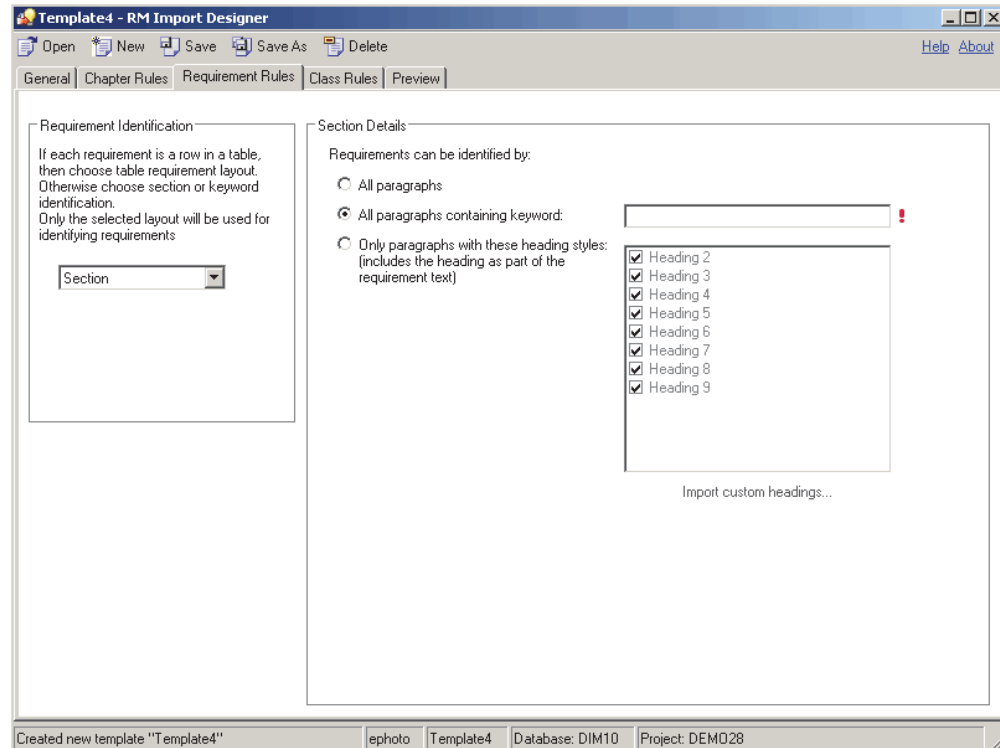 Template4 - RM Import Designer
Open New Save Save As Delete Help About
General Chapter Rules Requirement Rules Class Rules Preview
Requirement Identification
If each requirement is a row in a table,
then choose table requirement layout.
Otherwise choose section or keyword
identification.
Only the selected layout will be used for
identifying requirements
Section
Section Details
Requirements can be identified by:
All paragraphs
All paragraphs containing keyword:
!
Only paragraphs with these heading styles:
(includes the heading as part of the
requirement text)
Heading 2
Heading 3
Heading 4
Heading 5
Heading 6
Heading 7
Heading 8
Heading 9
Import custom headings...
Created new template "Template4" ephoto Template4 Database: DIM10 Project: DEMO28